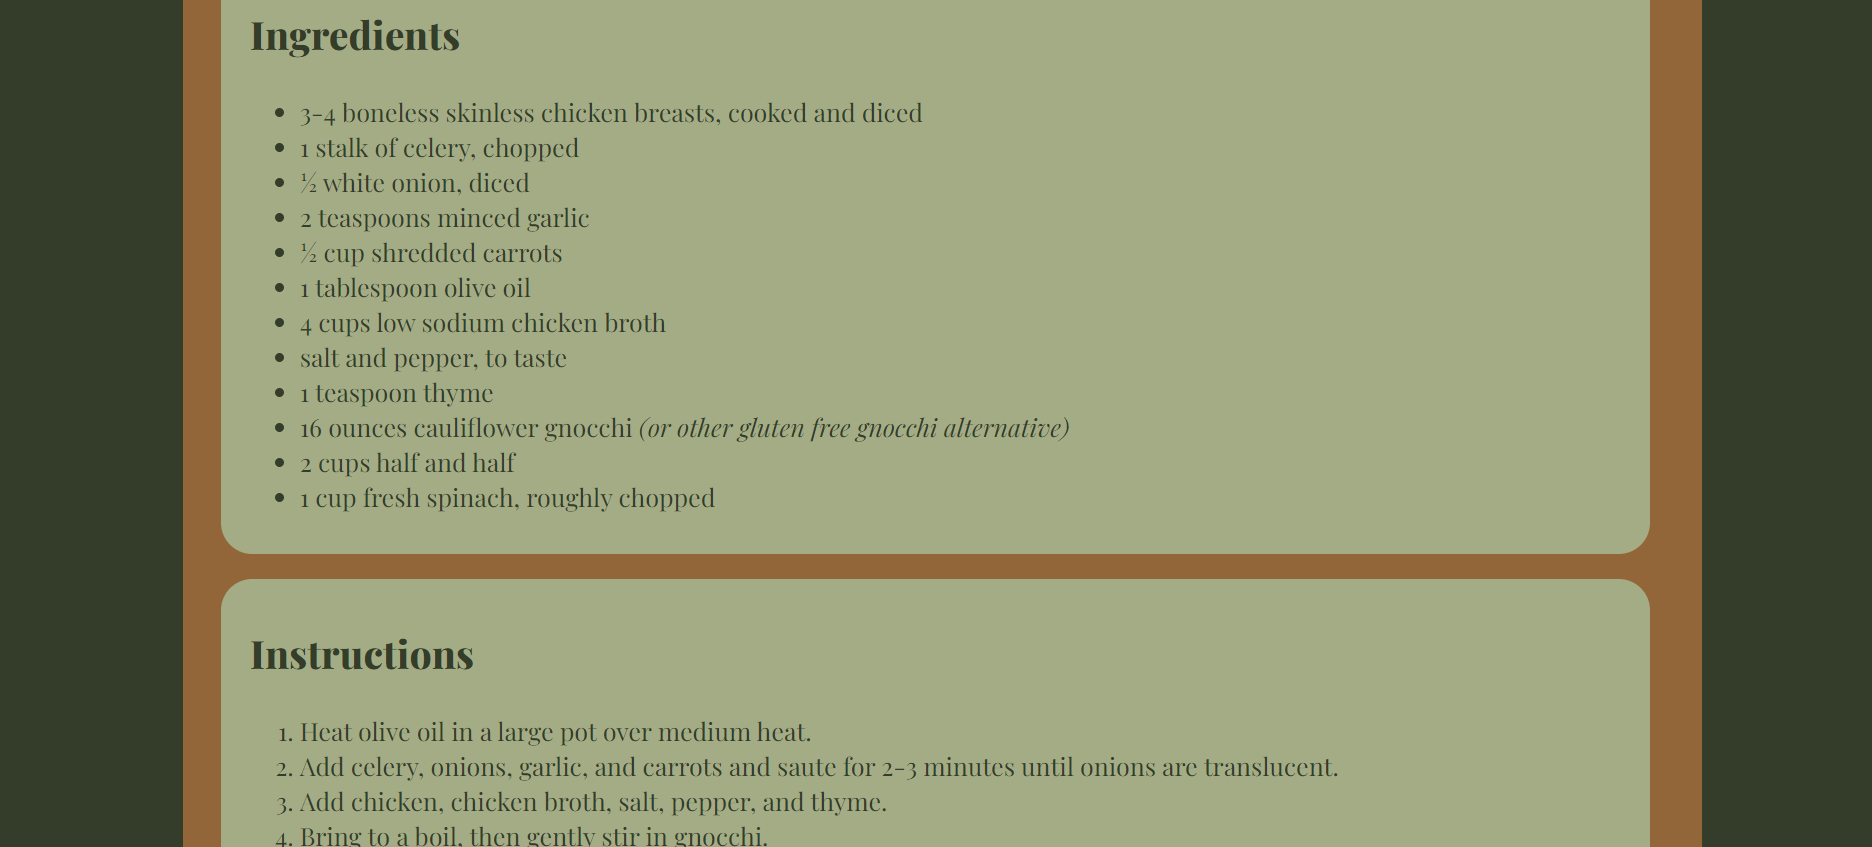 Ingredients
3-4 boneless skinless chicken breasts, cooked and diced
1 stalk of celery, chopped
½ white onion, diced
2 teaspoons minced garlic
½ cup shredded carrots
1 tablespoon olive oil
4 cups low sodium chicken broth
salt and pepper, to taste
1 teaspoon thyme
16 ounces cauliflower gnocchi (or other gluten free gnocchi alternative)
2 cups half and half
1 cup fresh spinach, roughly chopped
Instructions
1. Heat olive oil in a large pot over medium heat.
2. Add celery, onions, garlic, and carrots and saute for 2-3 minutes until onions are translucent.
3. Add chicken, chicken broth, salt, pepper, and thyme.
4. Bring to a boil, then gently stir in gnocchi.